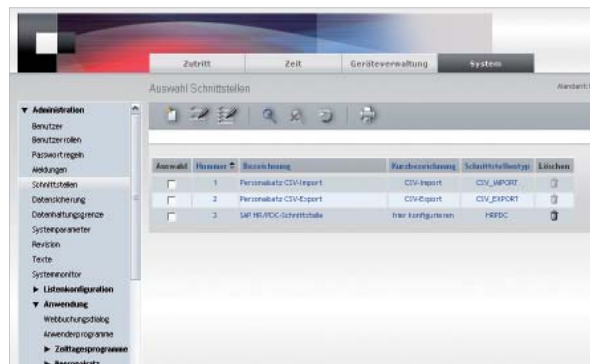 Zutritt Zeit Geräteverwaltung System
Auswahl Schnittstellen
Administration
Benutzer
Benutzerrollen
Passwortregeln
Meldungen
Schnittstellen
Datensicherung
Datenhaltungsgrenze
Systemparameter
Revision
Texte
Systemmonitor
Listenkonfiguration
Anwendung
Webbuchungsdialog
Anwenderprogramme
Zeittagesprogramme
Auswahl Nummer Bezeichnung Kurzbezeichnung Schnittstellentyp Löschen
1 Personalsatz CSV-Import CSV-Import CSV_IMPORT
2 Personalsatz CSV-Export CSV-Export CSV_EXPORT
3 SAP HR/PDC-Schnittstelle hier konfigurieren HRPDC